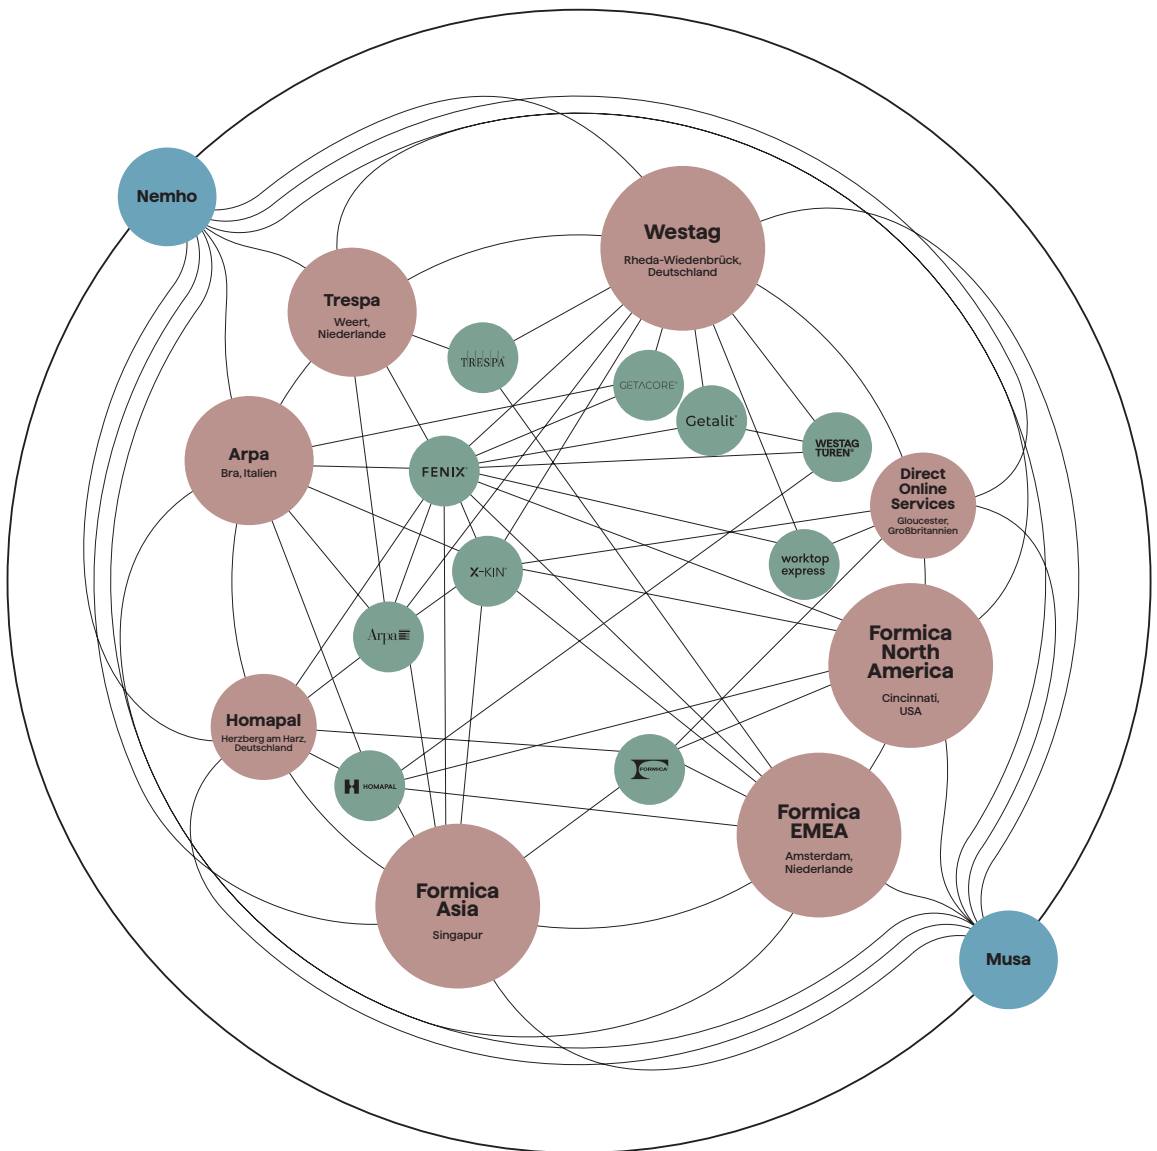 Nemho
Westag
Rheda-Wiedenbrück,
Deutschland
Trespa
Weert,
Niederlande
TRESPA®
GETACORE®
Getalit®
WESTAG
TÜREN®
Arpa
Bra, Italien
FENIX®
Direct
Online
Services
Gloucester,
Großbritannien
X-KIN®
worktop
express
Arpa
Formica
North
America
Cincinnati,
USA
Homapal
Herzberg am Harz,
Deutschland
HOMAPAL
FORMICA®
Formica
EMEA
Amsterdam,
Niederlande
Formica
Asia
Singapur
Musa